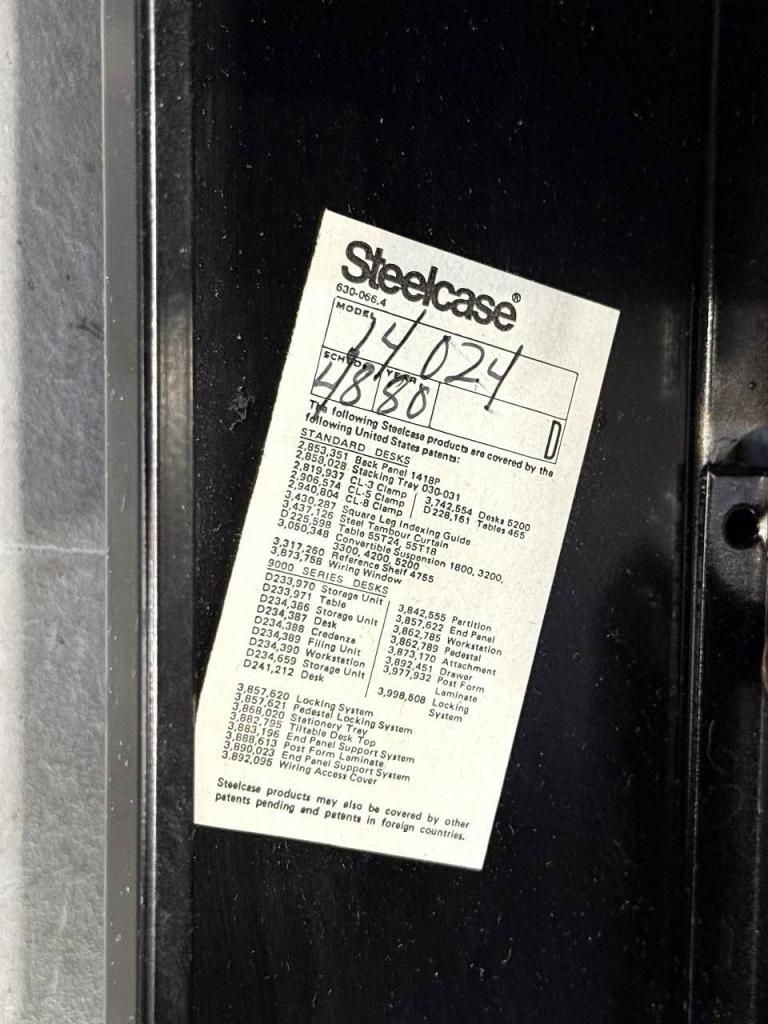 Steelcase®
630-066.4
MODEL
74024
SCHED. YEAR
48 80
D
The following Steelcase products are covered by the
following United States patents:
STANDARD DESKS
2,853,351 Back Panel 1418P
2,858,028 Stacking Tray 030-031
2,819,937 CL-3 Clamp
2,906,574 CL-5 Clamp
2,940,804 CL-8 Clamp
3,742,554 Desks 5200
D228,161 Tables 465
3,430,287 Square Leg Indexing Guide
3,437,126 Steel Tambour Curtain
D225,598 Table 55T24, 55T18
3,050,348 Convertible Suspension 1800, 3200,
3300, 4200, 5200
3,317,260 Reference Shelf 4755
3,873,758 Wiring Window
9000 SERIES DESKS
D233,970 Storage Unit
D233,971 Table
D234,386 Storage Unit
D234,387 Desk
D234,388 Credenza
D234,389 Filing Unit
D234,390 Workstation
D234,659 Storage Unit
D241,212 Desk
3,842,555 Partition
3,857,622 End Panel
3,862,785 Workstation
3,862,789 Pedestal
3,873,170 Attachment
3,892,451 Drawer
3,977,932 Post Form
Laminate
3,998,508 Locking
System
3,857,620 Locking System
3,857,621 Pedestal Locking System
3,868,020 Stationery Tray
3,882,795 Tiltable Desk Top
3,883,196 End Panel Support System
3,888,613 Post Form Laminate
3,890,023 End Panel Support System
3,892,095 Wiring Access Cover
Steelcase products may also be covered by other
patents pending and patents in foreign countries.